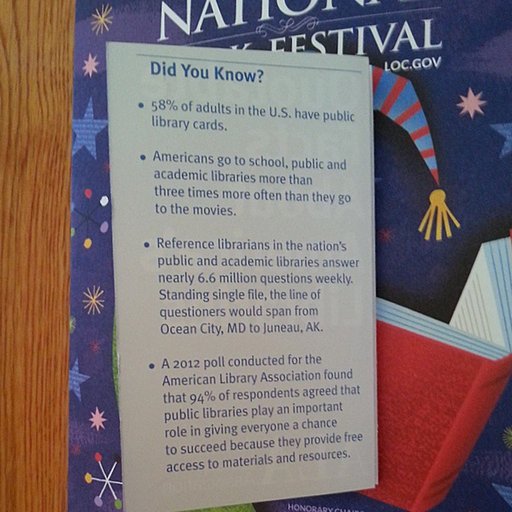 NATIONA
K FESTIVAL
LOC.GOV
Did You Know?
• 58% of adults in the U.S. have public
library cards.
• Americans go to school, public and
academic libraries more than
three times more often than they go
to the movies.
• Reference librarians in the nation's
public and academic libraries answer
nearly 6.6 million questions weekly.
Standing single file, the line of
questioners would span from
Ocean City, MD to Juneau, AK.
• A 2012 poll conducted for the
American Library Association found
that 94% of respondents agreed that
public libraries play an important
role in giving everyone a chance
to succeed because they provide free
access to materials and resources.
HONORARY CHAIR